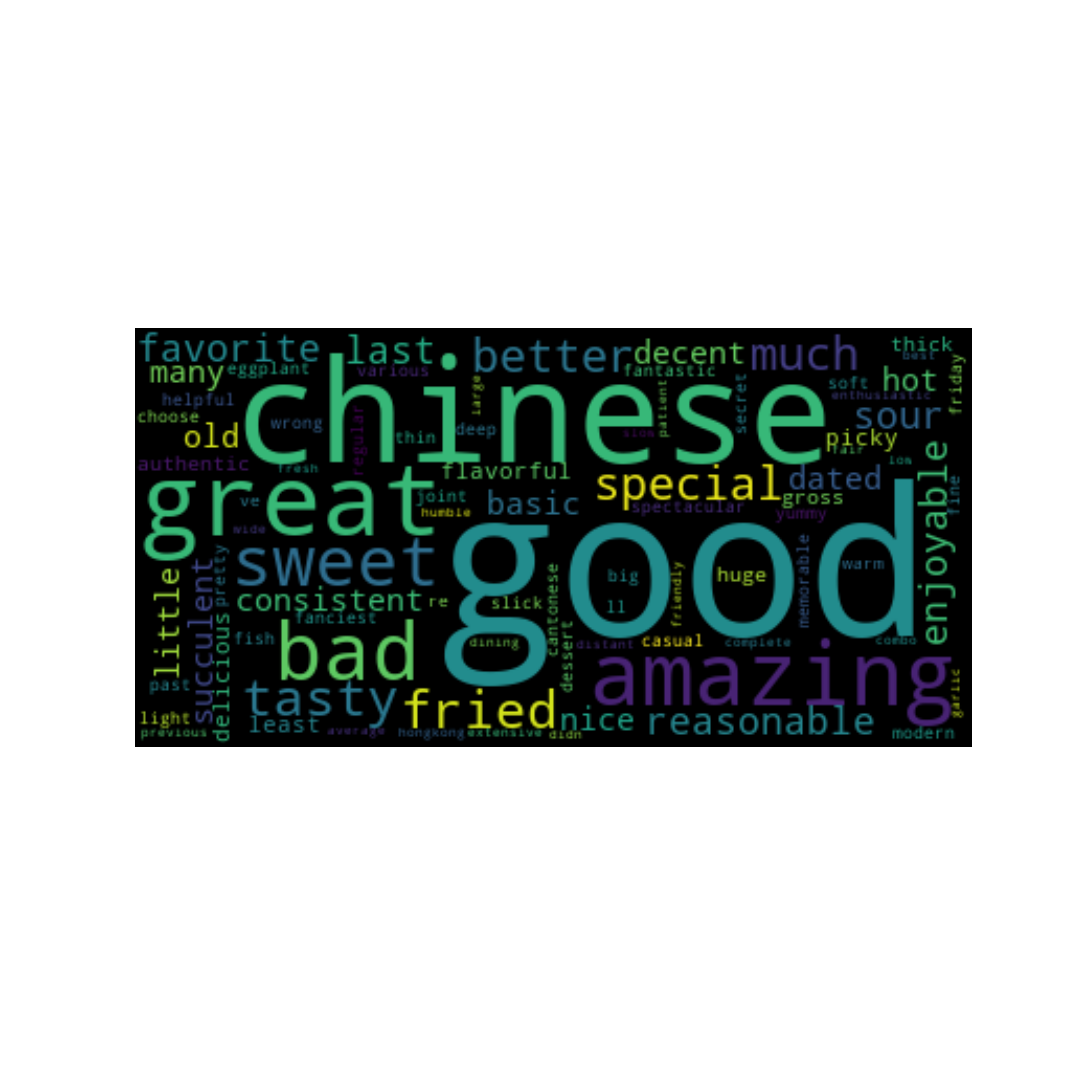 favorite
last
better
decent
much
thick
best
many
eggplant
various
fantastic
hot
friday
chinese
helpful
large
patient
secret
soft
enthusiastic
choose
wrong
regular
deep
sour
old
thin
slow
picky
fair
authentic
fresh
flavorful
low
great
special
dated
gross
fine
enjoyable
ve
joint
humble
basic
spectacular
yummy
wide
good
sweet
little
succulent
pretty
delicious
cantonese
big
huge
friendly
memorable
warm
consistent
re
slick
ll
fanciest
fish
bad
dining
dessert
distant
casual
complete
combo
amazing
past
tasty
fried
garlic
light
least
nice
reasonable
previous
average
hongkong
extensive
didn
modern